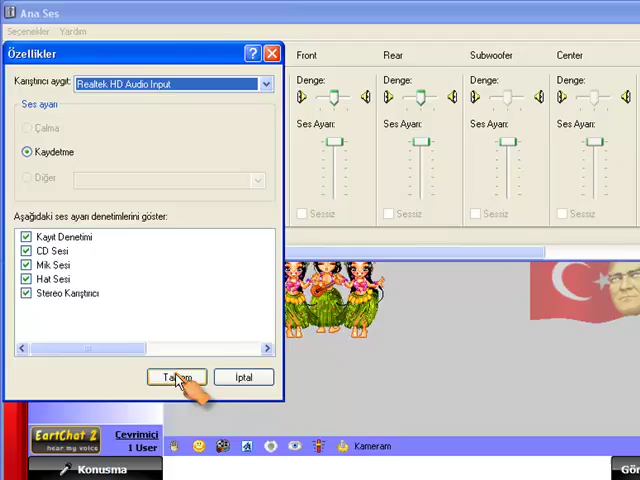 Ana Ses
Seçenekler Yardım
Özellikler
Karıştırıcı aygıt: Realtek HD Audio Input
Ses ayarı
Çalma
Kaydetme
Diğer
Aşağıdaki ses ayarı denetimlerini göster:
Kayıt Denetimi
CD Sesi
Mik Sesi
Hat Sesi
Stereo Karıştırıcı
İptal
Front Rear Subwoofer Center
Denge: Denge: Denge: Denge:
Ses Ayarı: Ses Ayarı: Ses Ayarı: Ses Ayarı:
Sessiz Sessiz Sessiz Sessiz
EartChat 2
hear my voice
Çevrimici
1 User
Kameram
Konusma